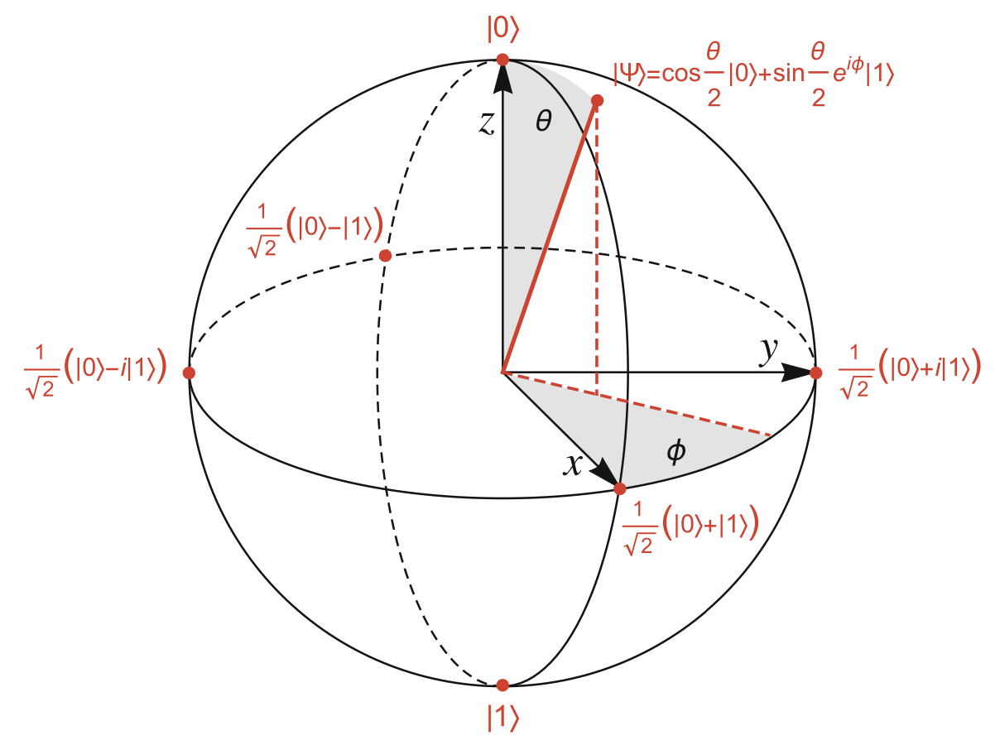 |0⟩
|Ψ⟩=cos θ/2 |0⟩+sin θ/2 e^{iϕ}|1⟩
z
θ
1/√2 (|0⟩−|1⟩)
y
1/√2 (|0⟩−i|1⟩)
1/√2 (|0⟩+i|1⟩)
x
ϕ
1/√2 (|0⟩+|1⟩)
|1⟩